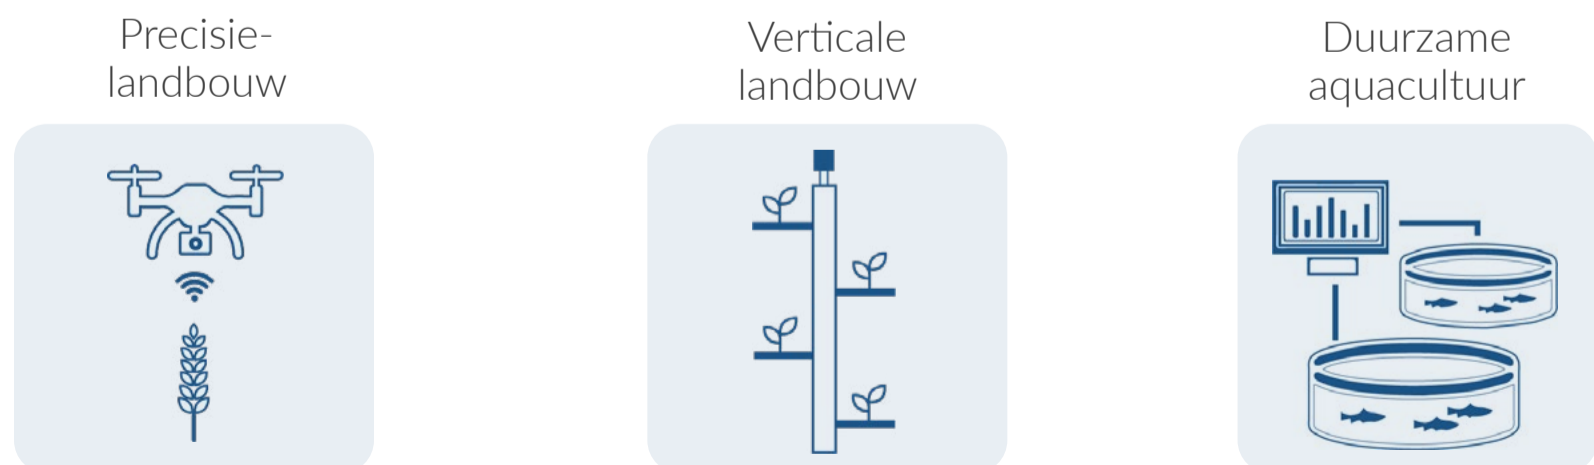 Precisie-
landbouw
Verticale
landbouw
Duurzame
aquacultuur